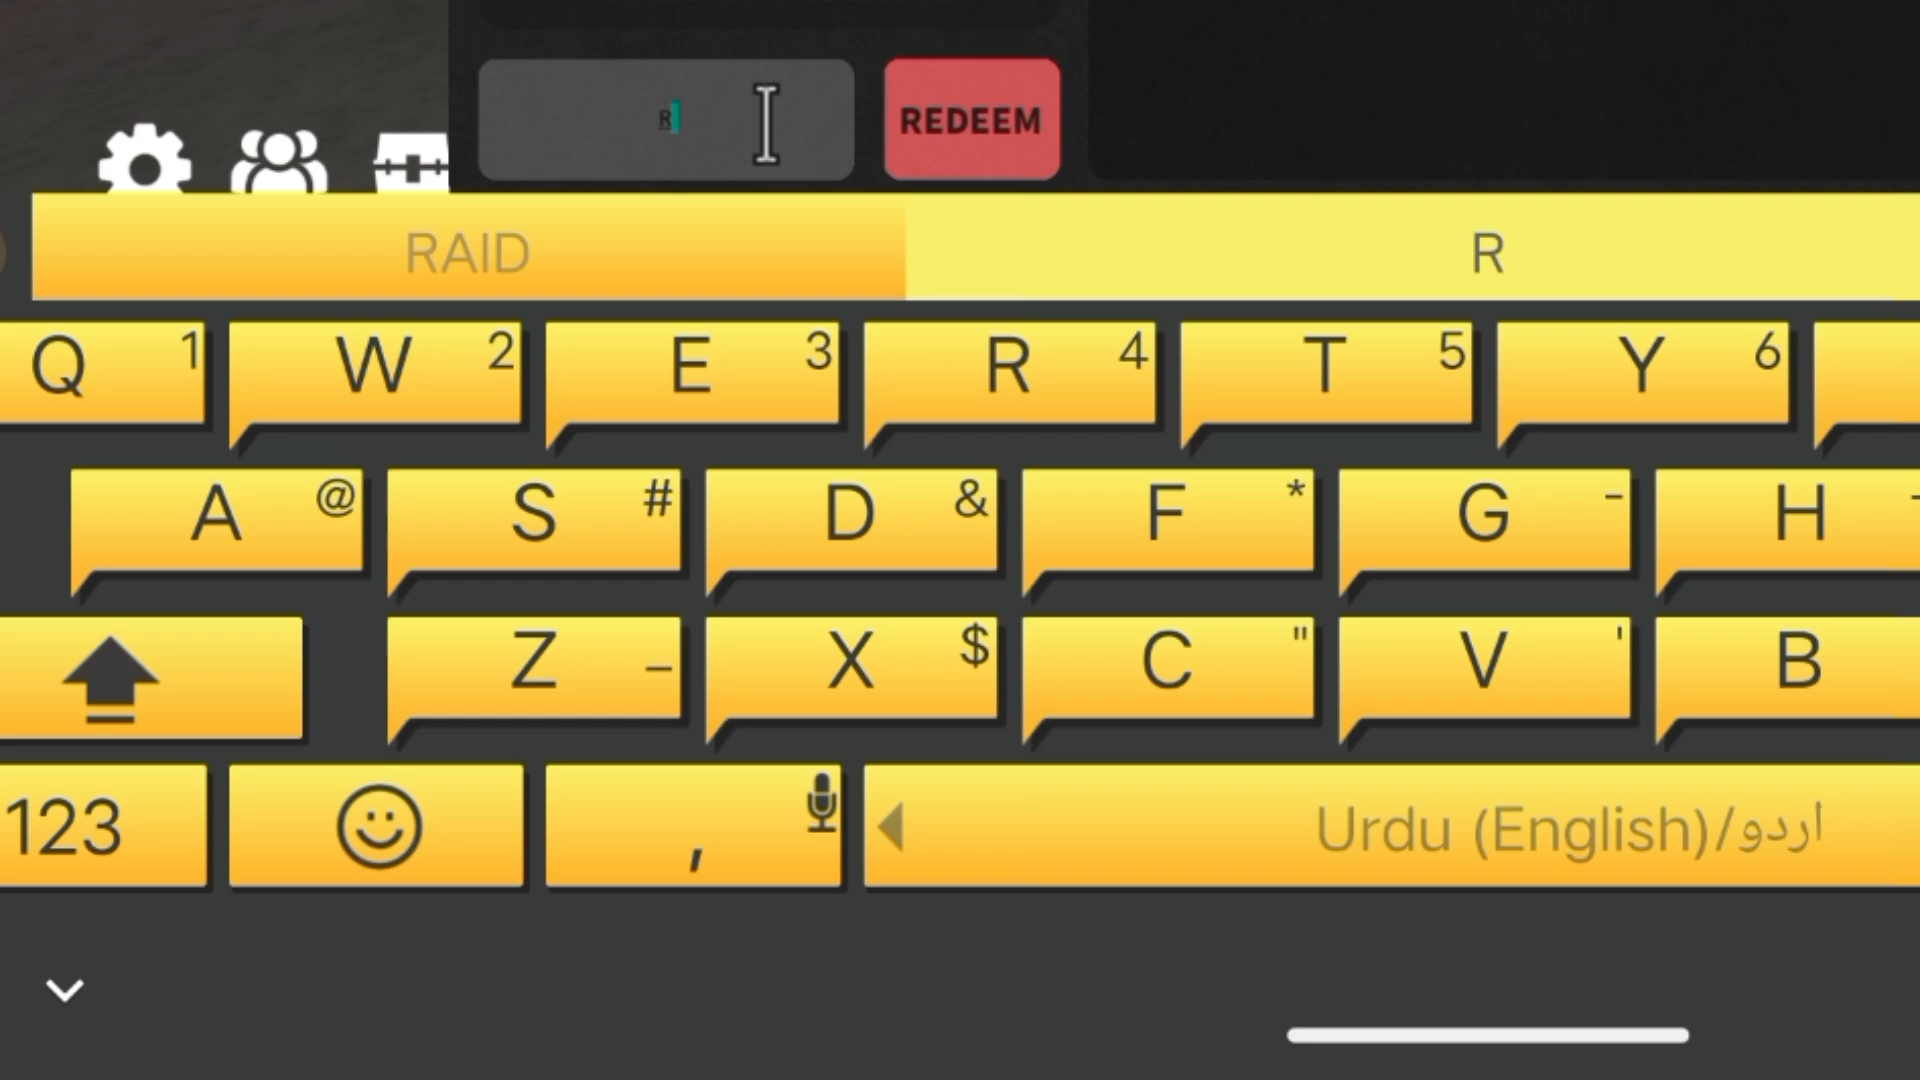 R
REDEEM
RAID
R
Q 1 W 2 E 3 R 4 T 5 Y 6
A @ S # D & F * G - H
Z _ X $ C " V ' B
123 , Urdu (English)/اردو